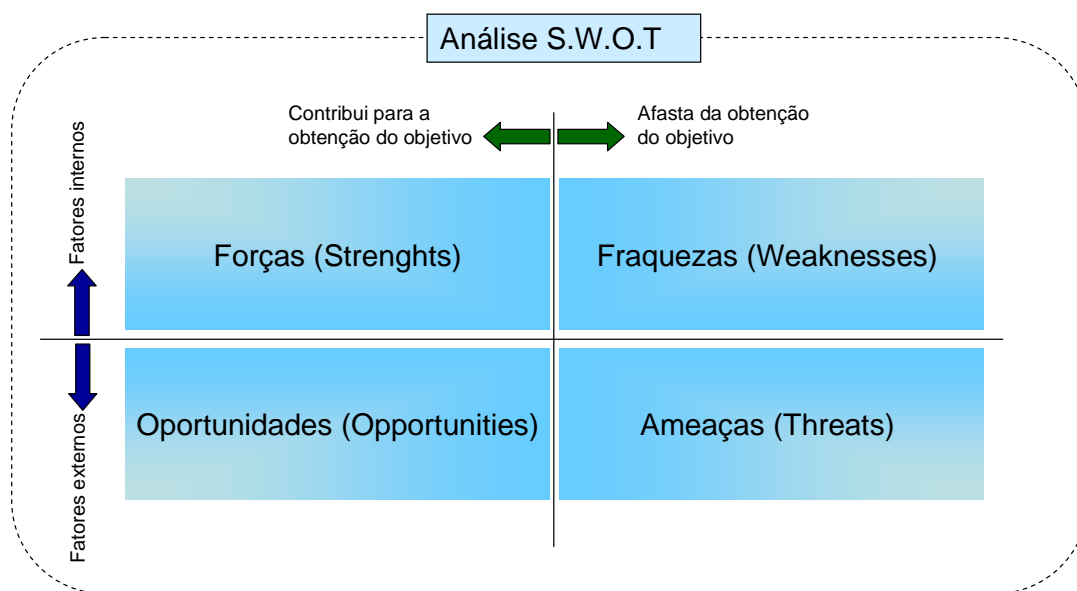 Análise S.W.O.T
Contribui para a
obtenção do objetivo
Afasta da obtenção
do objetivo
Fatores internos
Forças (Strenghts)
Fraquezas (Weaknesses)
Fatores externos
Oportunidades (Opportunities)
Ameaças (Threats)